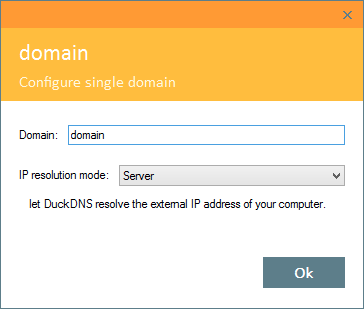 domain
Configure single domain
Domain: domain
IP resolution mode: Server
let DuckDNS resolve the external IP address of your computer.
Ok